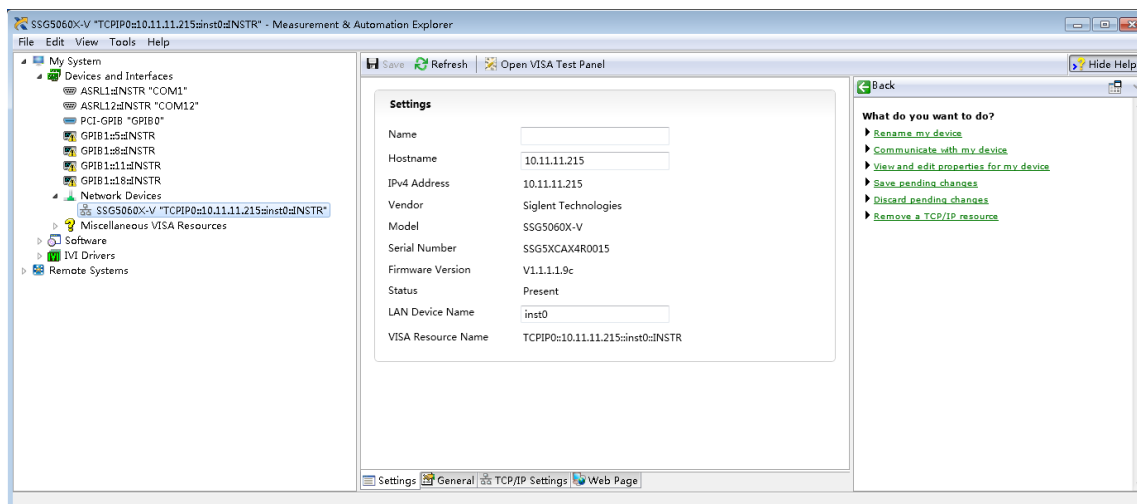 SSG5060X-V "TCPIP0::10.11.11.215::inst0::INSTR" - Measurement & Automation Explorer
File Edit View Tools Help
My System
Devices and Interfaces
ASRL1::INSTR "COM1"
ASRL12::INSTR "COM12"
PCI-GPIB "GPIB0"
GPIB1::5::INSTR
GPIB1::8::INSTR
GPIB1::11::INSTR
GPIB1::18::INSTR
Network Devices
SSG5060X-V "TCPIP0::10.11.11.215::inst0::INSTR"
Miscellaneous VISA Resources
Software
IVI Drivers
Remote Systems
Save Refresh Open VISA Test Panel
Settings
Name
Hostname 10.11.11.215
IPv4 Address 10.11.11.215
Vendor Siglent Technologies
Model SSG5060X-V
Serial Number SSG5XCAX4R0015
Firmware Version V1.1.1.1.9c
Status Present
LAN Device Name inst0
VISA Resource Name TCPIP0::10.11.11.215::inst0::INSTR
Settings General TCP/IP Settings Web Page
Hide Help
Back
What do you want to do?
Rename my device
Communicate with my device
View and edit properties for my device
Save pending changes
Discard pending changes
Remove a TCP/IP resource